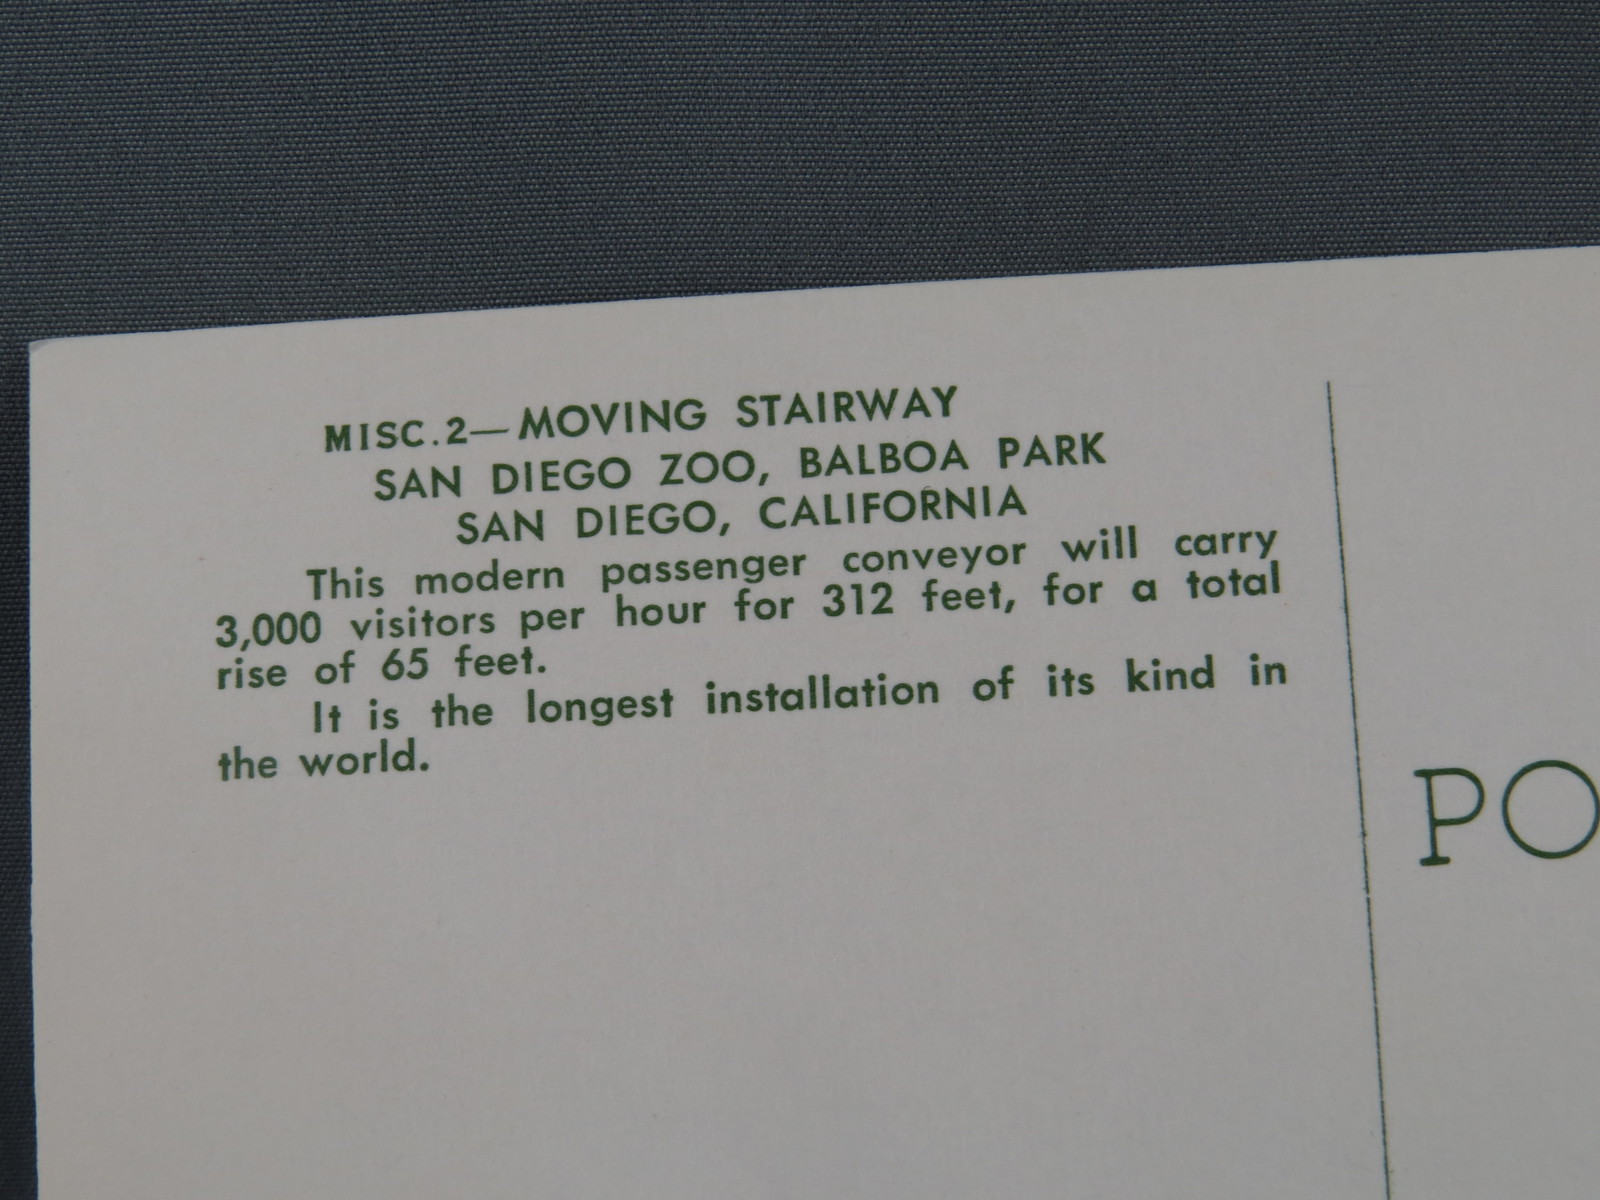 MISC.2—MOVING STAIRWAY
SAN DIEGO ZOO, BALBOA PARK
SAN DIEGO, CALIFORNIA
This modern passenger conveyor will carry
3,000 visitors per hour for 312 feet, for a total
rise of 65 feet.
It is the longest installation of its kind in
the world.
PO